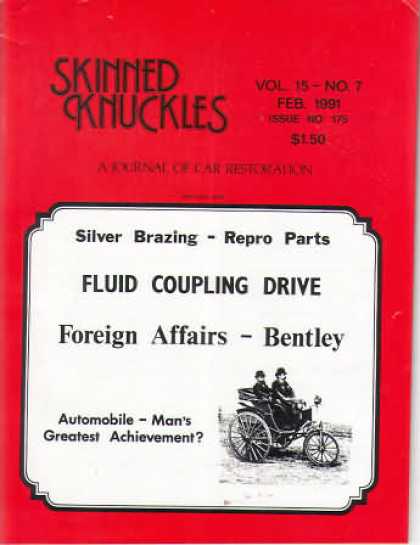 SKINNED
KNUCKLES
VOL. 15 – NO. 7
FEB. 1991
ISSUE NO 175
$1.50
A JOURNAL OF CAR RESTORATION
Silver Brazing – Repro Parts
FLUID COUPLING DRIVE
Foreign Affairs – Bentley
Automobile – Man's
Greatest Achievement?